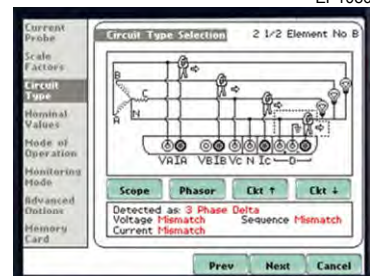 Current
Probe
Scale
Factors
Circuit
Type
Nominal
Values
Mode of
Operation
Monitoring
Mode
Advanced
Options
Memory
Card
Circuit Type Selection 2 1/2 Element No B
B
C
A
N
VA IA VB IB Vc N Ic D
Scope Phasor Ckt ↑ Ckt ↓
Detected as: 3 Phase Delta
Voltage Mismatch Sequence Mismatch
Current Mismatch
Prev Next Cancel